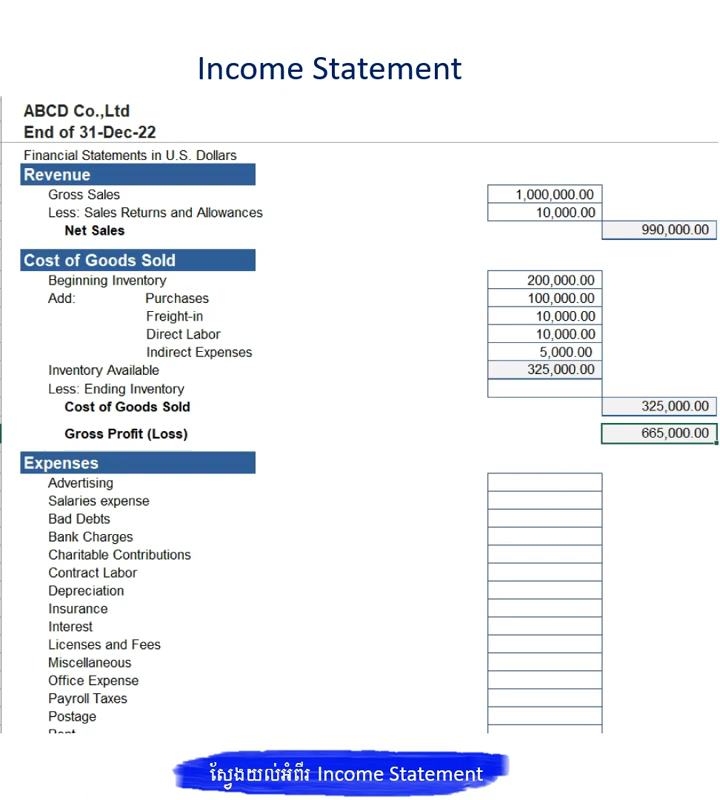 Income Statement
ABCD Co.,Ltd
End of 31-Dec-22
Financial Statements in U.S. Dollars
Revenue
Gross Sales 1,000,000.00
Less: Sales Returns and Allowances 10,000.00
Net Sales 990,000.00
Cost of Goods Sold
Beginning Inventory 200,000.00
Add: Purchases 100,000.00
Freight-in 10,000.00
Direct Labor 10,000.00
Indirect Expenses 5,000.00
Inventory Available 325,000.00
Less: Ending Inventory
Cost of Goods Sold 325,000.00
Gross Profit (Loss) 665,000.00
Expenses
Advertising
Salaries expense
Bad Debts
Bank Charges
Charitable Contributions
Contract Labor
Depreciation
Insurance
Interest
Licenses and Fees
Miscellaneous
Office Expense
Payroll Taxes
Postage
ស្វែងយល់អំពីរ Income Statement